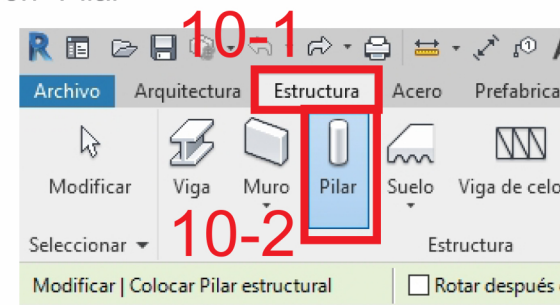 10-1
Archivo Arquitectura Estructura Acero Prefabrica
Modificar Viga Muro Pilar Suelo Viga de celo
10-2
Seleccionar Estructura
Modificar | Colocar Pilar estructural Rotar después